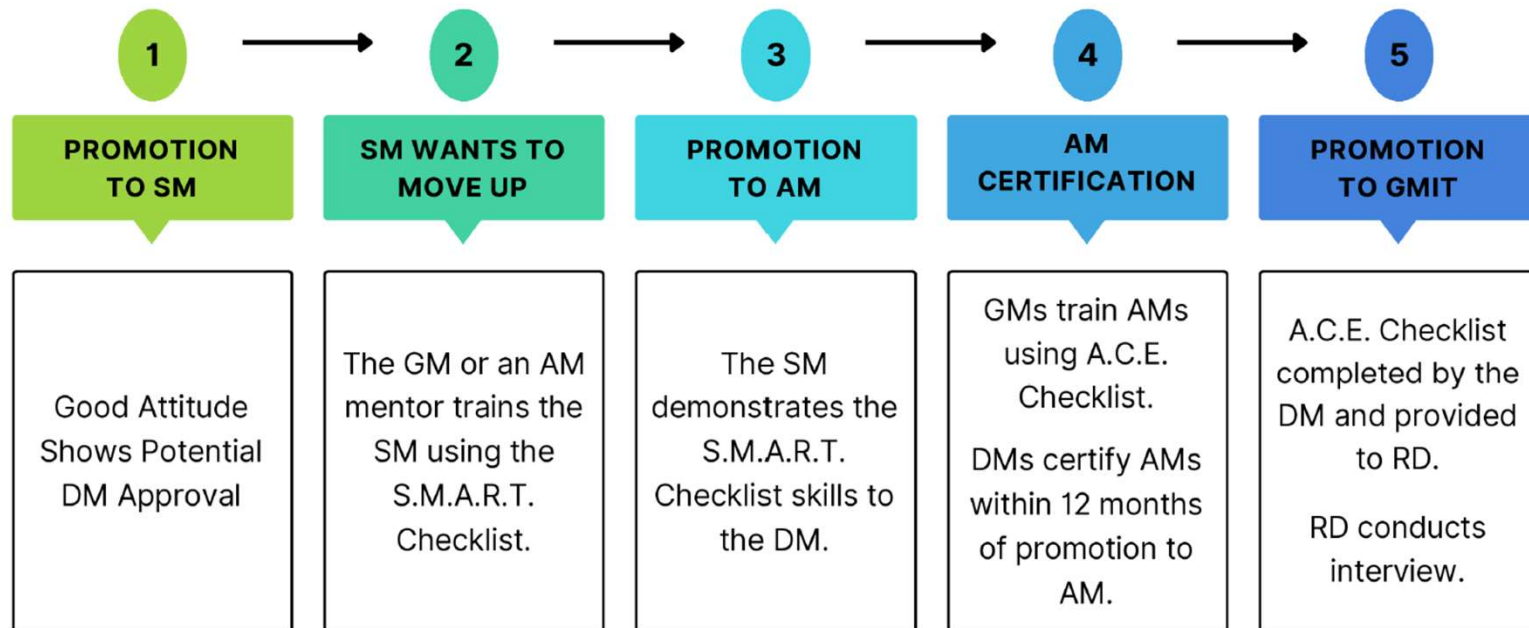 1
2
3
4
5
PROMOTION
TO SM
SM WANTS TO
MOVE UP
PROMOTION
TO AM
AM
CERTIFICATION
PROMOTION
TO GMIT
Good Attitude
Shows Potential
DM Approval
The GM or an AM
mentor trains the
SM using the
S.M.A.R.T.
Checklist.
The SM
demonstrates the
S.M.A.R.T.
Checklist skills to
the DM.
GMs train AMs
using A.C.E.
Checklist.
DMs certify AMs
within 12 months
of promotion to
AM.
A.C.E. Checklist
completed by the
DM and provided
to RD.
RD conducts
interview.